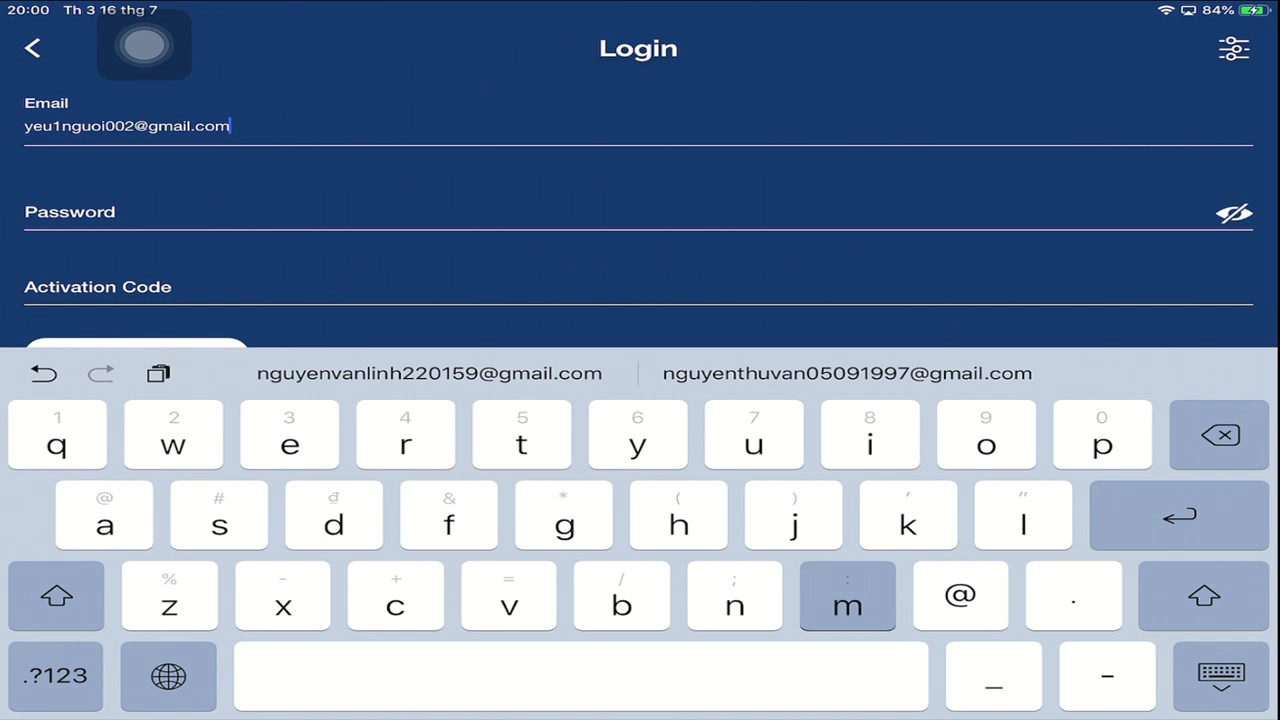 20:00 Th 3 16 thg 7 84%
Login
Email
yeu1nguoi002@gmail.com
Password
Activation Code
nguyenvanlinh220159@gmail.com nguyenthuvan05091997@gmail.com
1 2 3 4 5 6 7 8 9 0
q w e r t y u i o p
@ # ₫ & * ( ) ' "
a s d f g h j k l
% - + = / ; :
z x c v b n m @ .
.?123 _ -